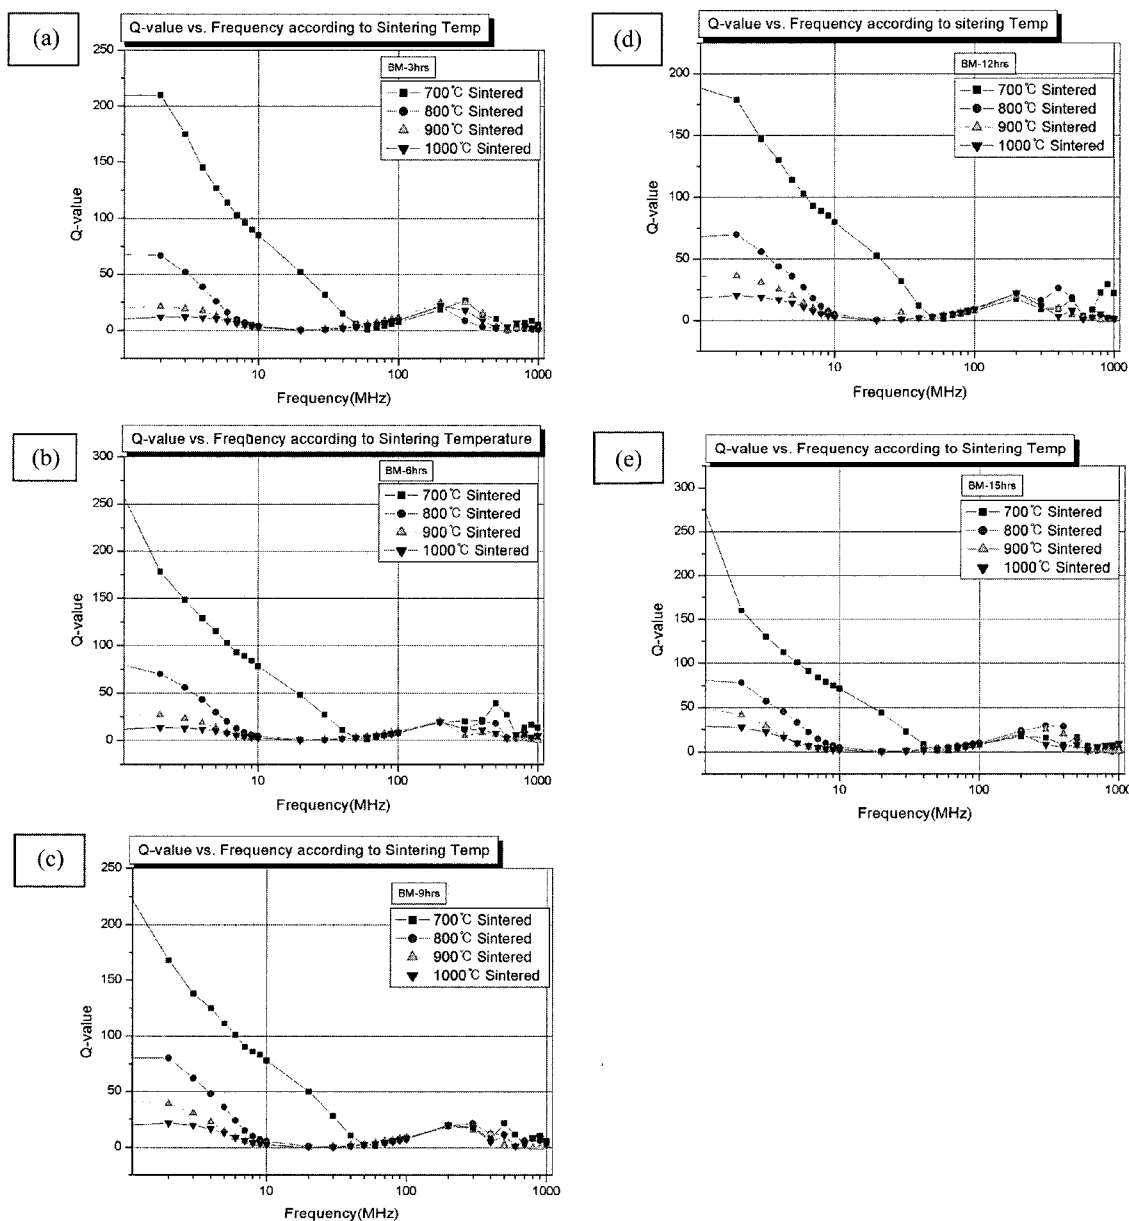 (a)
Q-value vs. Frequency according to Sintering Temp
250
200
150
100
50
0
Q-value
BM-3hrs
700℃ Sintered
800℃ Sintered
900℃ Sintered
1000℃ Sintered
10
100
1000
Frequency(MHz)
(b)
Q-value vs. Frequency according to Sintering Temperature
300
250
200
150
100
50
0
Q-value
BM-6hrs
700℃ Sintered
800℃ Sintered
900℃ Sintered
1000℃ Sintered
10
100
1000
Frequency(MHz)
(c)
Q-value vs. Frequency according to Sintering Temp
250
200
150
100
50
0
Q-value
BM-9hrs
700℃ Sintered
800℃ Sintered
900℃ Sintered
1000℃ Sintered
10
100
1000
Frequency(MHz)
(d)
Q-value vs. Frequency according to sitering Temp
200
150
100
50
0
Q-value
BM-12hrs
700℃ Sintered
800℃ Sintered
900℃ Sintered
1000℃ Sintered
10
100
1000
Frequency(MHz)
(e)
Q-value vs. Frequency according to Sintering Temp
300
250
200
150
100
50
0
Q-value
BM-15hrs
700℃ Sintered
800℃ Sintered
900℃ Sintered
1000℃ Sintered
10
100
1000
Frequency(MHz)